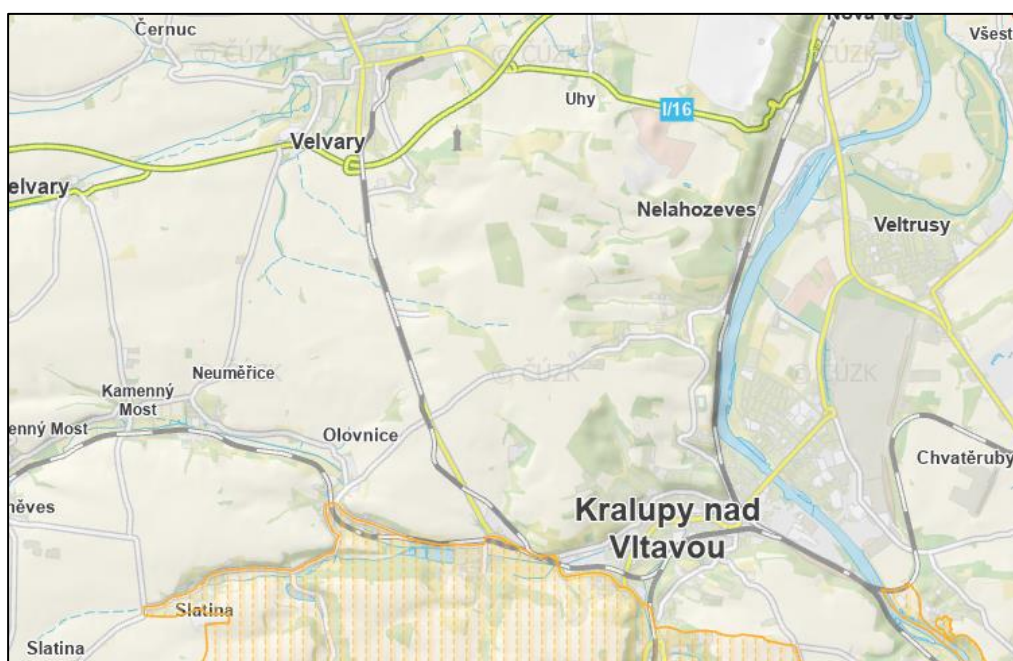 Nová Ves
Černuc
Všest
© ČÚZK
© ČÚZK
© ČÚZK
Uhy
I/16
Velvary
elvary
Nelahozeves
Veltrusy
© ČÚZK
© ČÚZK
Neuměřice
Kamenný
Most
enný Most
Olovnice
Chvatěruby
Kralupy nad
Vltavou
něves
Slatina
Slatina